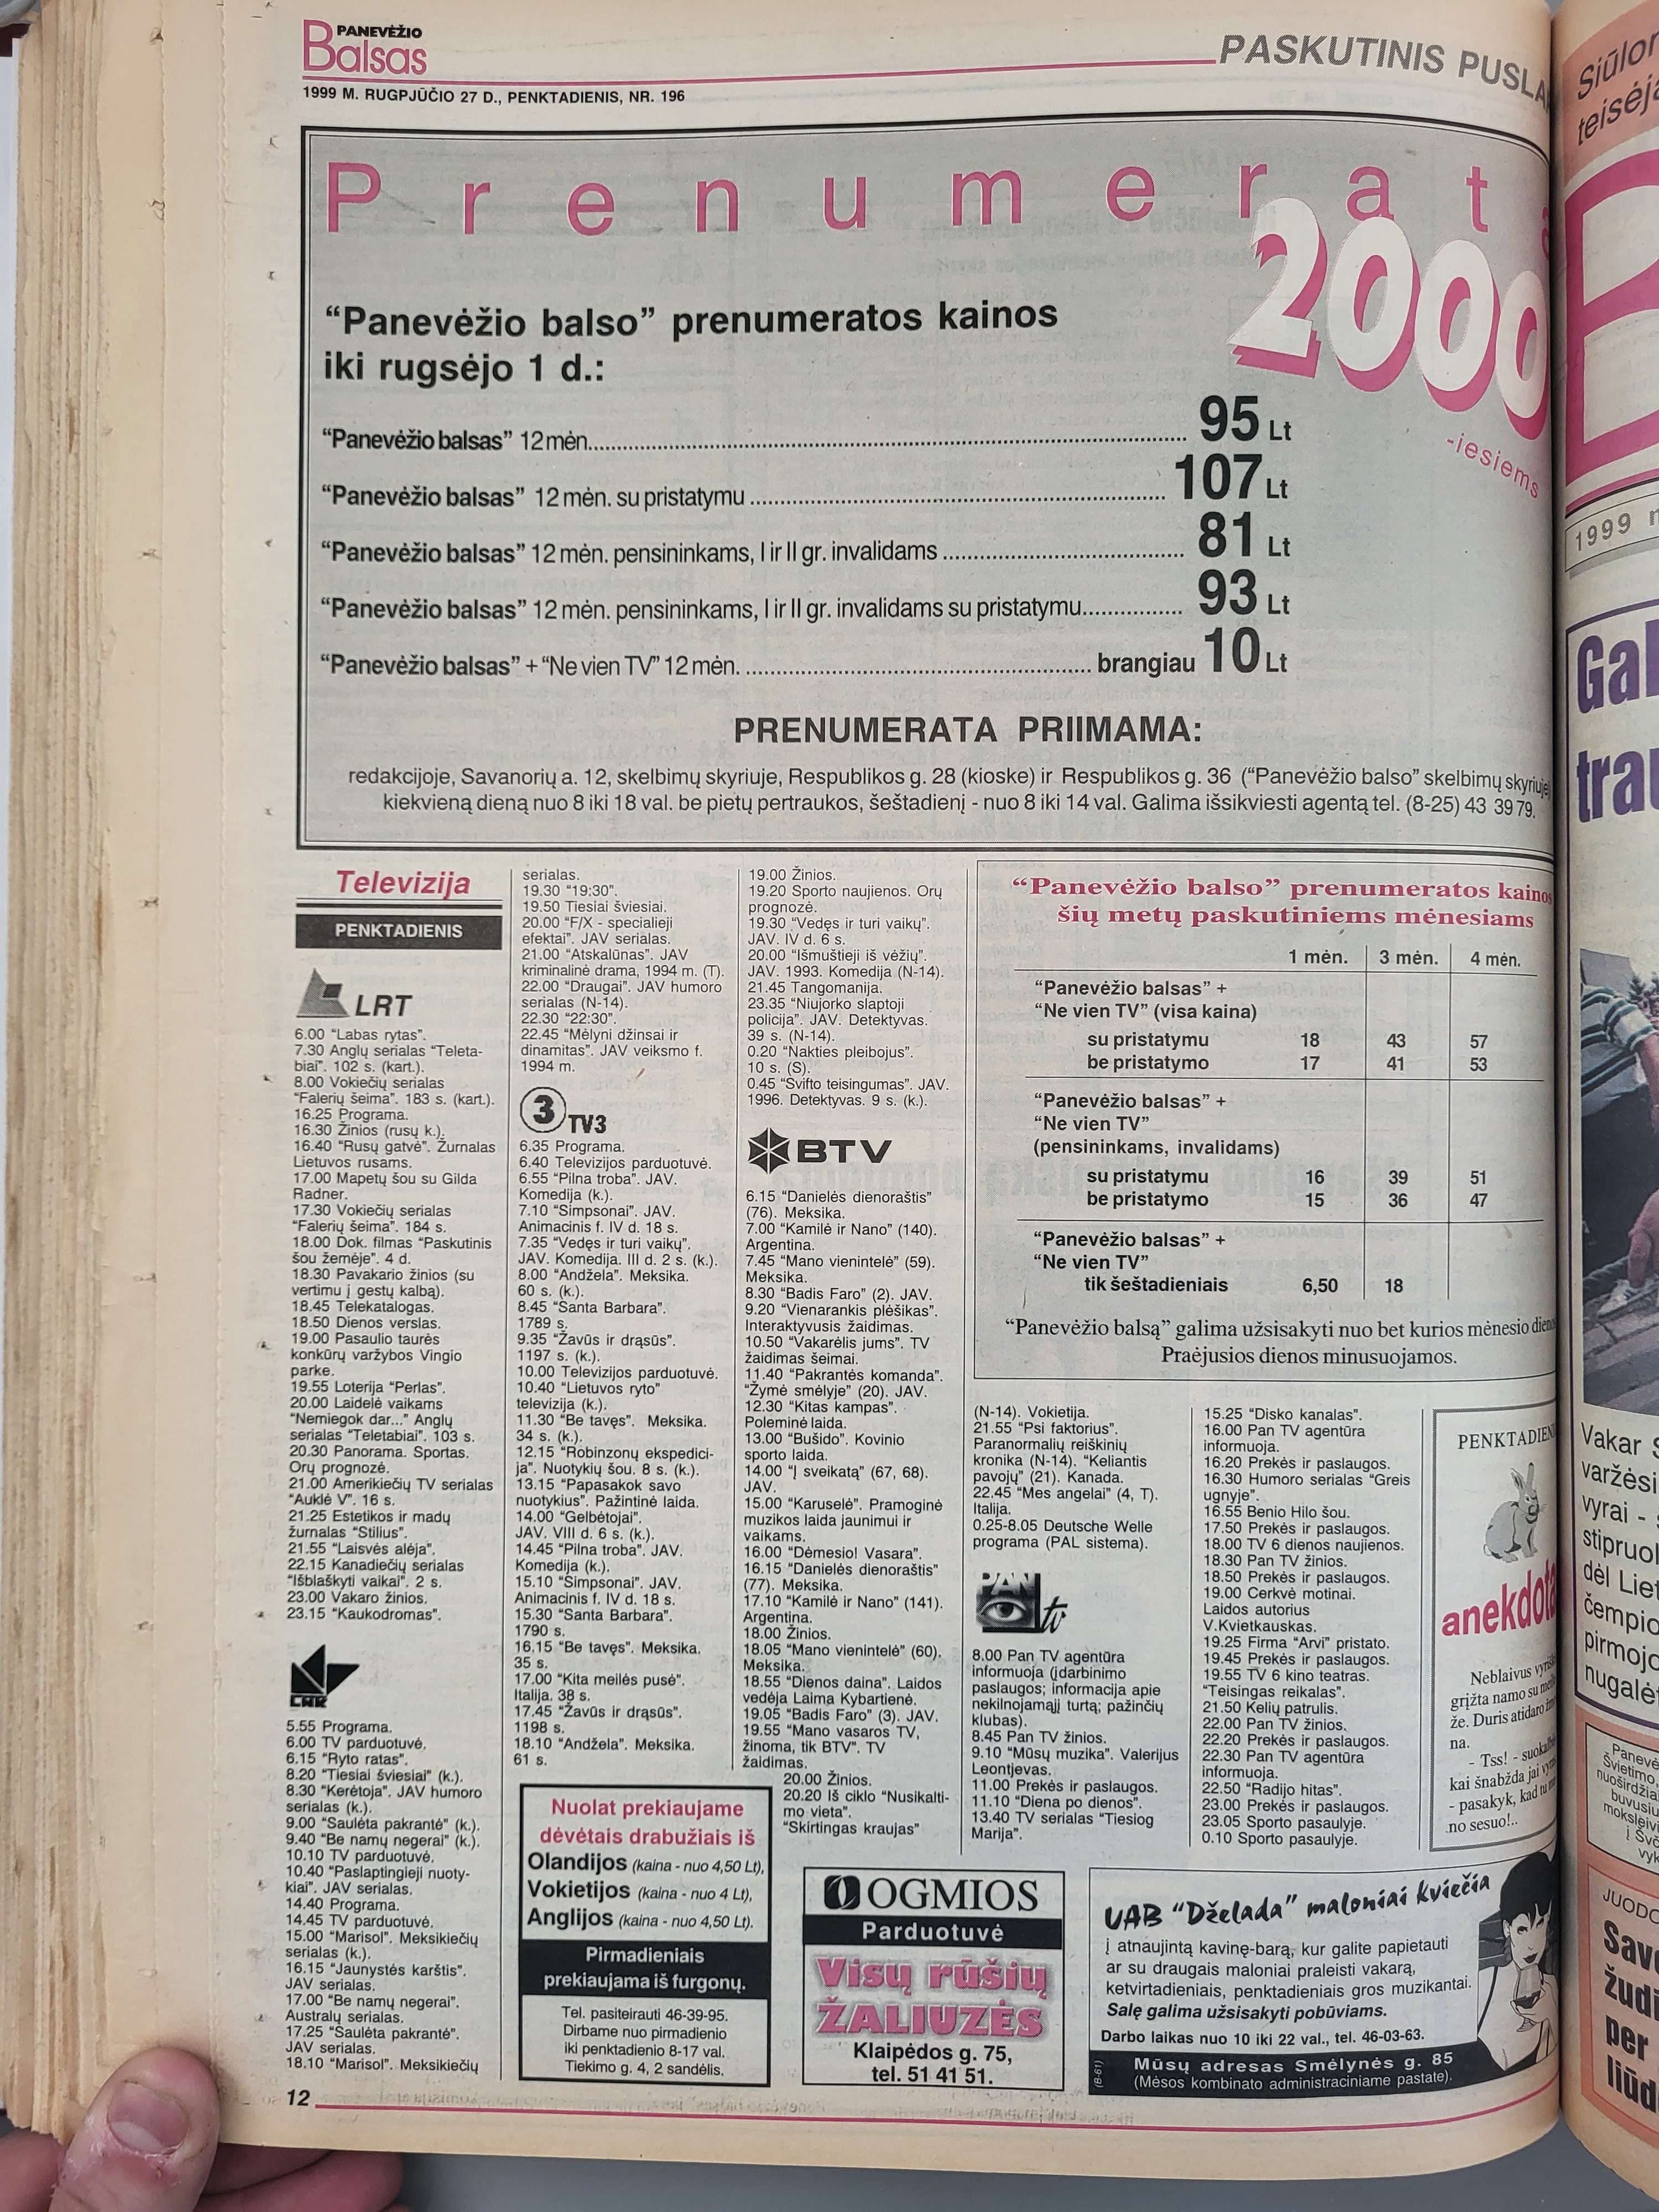 PANEVĖŽIO
Balsas
PASKUTINIS
1999 M. RUGPJŪČIO 27 D., PENKTADIENIS, NR. 196
Prenumerata
2000
-iesiems
“Panevėžio balso” prenumeratos kainos
iki rugsėjo 1 d.:
“Panevėžio balsas” 12 mėn. 95 Lt
“Panevėžio balsas” 12 mėn. su pristatymu 107 Lt
“Panevėžio balsas” 12 mėn. pensininkams, I ir II gr. invalidams 81 Lt
“Panevėžio balsas” 12 mėn. pensininkams, I ir II gr. invalidams su pristatymu 93 Lt
“Panevėžio balsas” + “Ne vien TV” 12 mėn. brangiau 10 Lt
PRENUMERATA PRIIMAMA:
redakcijoje, Savanorių a. 12, skelbimų skyriuje, Respublikos g. 28 (kioske) ir Respublikos g. 36 (“Panevėžio balso” skelbimų skyriuje)
kiekvieną dieną nuo 8 iki 18 val. be pietų pertraukos, šeštadienį - nuo 8 iki 14 val. Galima išsikviesti agentą tel. (8-25) 43 39 79.
Televizija
PENKTADIENIS
LRT
6.00 “Labas rytas”.
7.30 Anglų serialas “Teleta-
biai”. 102 s. (kart.).
8.00 Vokiečių serialas
“Falerių šeima”. 183 s. (kart.).
16.25 Programa.
16.30 Žinios (rusų k.).
16.40 “Rusų gatvė”. Žurnalas
Lietuvos rusams.
17.00 Mapetų šou su Gilda
Radner.
17.30 Vokiečių serialas
“Falerių šeima”. 184 s.
18.00 Dok. filmas “Paskutinis
šou žemėje”. 4 d.
18.30 Pavakario žinios (su
vertimu į gestų kalbą).
18.45 Telekatalogas.
18.50 Dienos verslas.
19.00 Pasaulio taurės
konkūrų varžybos Vingio
parke.
19.55 Loterija “Perlas”.
20.00 Laidelė vaikams
“Nemiegok dar...” Anglų
serialas “Teletabiai”. 103 s.
20.30 Panorama. Sportas.
Orų prognozė.
21.00 Amerikiečių TV serialas
“Auklė V”. 16 s.
21.25 Estetikos ir madų
žurnalas “Stilius”.
21.55 “Laisvės alėja”.
22.15 Kanadiečių serialas
“Išblaškyti vaikai”. 2 s.
23.00 Vakaro žinios.
23.15 “Kaukodromas”.
LNK
5.55 Programa.
6.00 TV parduotuvė.
6.15 “Ryto ratas”.
8.20 “Tiesiai šviesiai” (k.).
8.30 “Kerėtoja”. JAV humoro
serialas (k.).
9.00 “Saulėta pakrantė” (k.).
9.40 “Be namų negerai” (k.).
10.10 TV parduotuvė.
10.40 “Paslaptingieji nuoty-
kiai”. JAV serialas.
14.40 Programa.
14.45 TV parduotuvė.
15.00 “Marisol”. Meksikiečių
serialas (k.).
16.15 “Jaunystės karštis”.
JAV serialas.
17.00 “Be namų negerai”.
Australų serialas.
17.25 “Saulėta pakrantė”.
JAV serialas.
18.10 “Marisol”. Meksikiečių
serialas.
19.30 “19:30”.
19.50 Tiesiai šviesiai.
20.00 “F/X - specialieji
efektai”. JAV serialas.
21.00 “Atskalūnas”. JAV
kriminalinė drama, 1994 m. (T).
22.00 “Draugai”. JAV humoro
serialas (N-14).
22.30 “22:30”.
22.45 “Mėlyni džinsai ir
dinamitas”. JAV veiksmo f.
1994 m.
3 TV3
6.35 Programa.
6.40 Televizijos parduotuvė.
6.55 “Pilna troba”. JAV.
Komedija (k.).
7.10 “Simpsonai”. JAV.
Animacinis f. IV d. 18 s.
7.35 “Vedęs ir turi vaikų”.
JAV. Komedija. III d. 2 s. (k.).
8.00 “Andžela”. Meksika.
60 s. (k.).
8.45 “Santa Barbara”.
1789 s.
9.35 “Žavūs ir drąsūs”.
1197 s. (k.).
10.00 Televizijos parduotuvė.
10.40 “Lietuvos ryto”
televizija (k.).
11.30 “Be tavęs”. Meksika.
34 s. (k.).
12.15 “Robinzonų ekspedici-
ja”. Nuotykių šou. 8 s. (k.).
13.15 “Papasakok savo
nuotykius”. Pažintinė laida.
14.00 “Gelbėtojai”.
JAV. VIII d. 6 s. (k.).
14.45 “Pilna troba”. JAV.
Komedija (k.).
15.10 “Simpsonai”. JAV.
Animacinis f. IV d. 18 s.
15.30 “Santa Barbara”.
1790 s.
16.15 “Be tavęs”. Meksika.
35 s.
17.00 “Kita meilės pusė”.
Italija. 38 s.
17.45 “Žavūs ir drąsūs”.
1198 s.
18.10 “Andžela”. Meksika.
61 s.
19.00 Žinios.
19.20 Sporto naujienos. Orų
prognozė.
19.30 “Vedęs ir turi vaikų”.
JAV. IV d. 6 s.
20.00 “Išmuštieji iš vėžių”.
JAV. 1993. Komedija (N-14).
21.45 Tangomanija.
23.35 “Niujorko slaptoji
policija”. JAV. Detektyvas.
39 s. (N-14).
0.20 “Nakties pleibojus”.
10 s. (S).
0.45 “Svifto teisingumas”. JAV.
1996. Detektyvas. 9 s. (k.).
BTV
6.15 “Danielės dienoraštis”
(76). Meksika.
7.00 “Kamilė ir Nano” (140).
Argentina.
7.45 “Mano vienintelė” (59).
Meksika.
8.30 “Badis Faro” (2). JAV.
9.20 “Vienarankis plėšikas”.
Interaktyvusis žaidimas.
10.50 “Vakarėlis jums”. TV
žaidimas šeimai.
11.40 “Pakrantės komanda”.
“Žymė smėlyje” (20). JAV.
12.30 “Kitas kampas”.
Poleminė laida.
13.00 “Bušido”. Kovinio
sporto laida.
14.00 “Į sveikatą” (67, 68).
JAV.
15.00 “Karuselė”. Pramoginė
muzikos laida jaunimui ir
vaikams.
16.00 “Dėmesio! Vasara”.
16.15 “Danielės dienoraštis”
(77). Meksika.
17.10 “Kamilė ir Nano” (141).
Argentina.
18.00 Žinios.
18.05 “Mano vienintelė” (60).
Meksika.
18.55 “Dienos daina”. Laidos
vedėja Laima Kybartienė.
19.05 “Badis Faro” (3). JAV.
19.55 “Mano vasaros TV,
žinoma, tik BTV”. TV
žaidimas.
20.00 Žinios.
20.20 Iš ciklo “Nusikalti-
mo vieta”.
“Skirtingas kraujas”
(N-14). Vokietija.
21.55 “Psi faktorius”.
Paranormalių reiškinių
kronika (N-14). “Keliantis
pavojų” (21). Kanada.
22.45 “Mes angelai” (4, T).
Italija.
0.25-8.05 Deutsche Welle
programa (PAL sistema).
PAN tv
8.00 Pan TV agentūra
informuoja (įdarbinimo
paslaugos; informacija apie
nekilnojamąjį turtą; pažinčių
klubas).
8.45 Pan TV žinios.
9.10 “Mūsų muzika”. Valerijus
Leontjevas.
11.00 Prekės ir paslaugos.
11.10 “Diena po dienos”.
13.40 TV serialas “Tiesiog
Marija”.
15.25 “Disko kanalas”.
16.00 Pan TV agentūra
informuoja.
16.20 Prekės ir paslaugos.
16.30 Humoro serialas “Greis
ugnyje”.
16.55 Benio Hilo šou.
17.50 Prekės ir paslaugos.
18.00 TV 6 dienos naujienos.
18.30 Pan TV žinios.
18.50 Prekės ir paslaugos.
19.00 Cerkvė motinai.
Laidos autorius
V.Kvietkauskas.
19.25 Firma “Arvi” pristato.
19.45 Prekės ir paslaugos.
19.55 TV 6 kino teatras.
“Teisingas reikalas”.
21.50 Kelių patrulis.
22.00 Pan TV žinios.
22.20 Prekės ir paslaugos.
22.30 Pan TV agentūra
informuoja.
22.50 “Radijo hitas”.
23.00 Prekės ir paslaugos.
23.05 Sporto pasaulyje.
0.10 Sporto pasaulyje.
“Panevėžio balso” prenumeratos kainos
šių metų paskutiniems mėnesiams
1 mėn. 3 mėn. 4 mėn.
“Panevėžio balsas” +
“Ne vien TV” (visa kaina)
su pristatymu 18 43 57
be pristatymo 17 41 53
“Panevėžio balsas” +
“Ne vien TV”
(pensininkams, invalidams)
su pristatymu 16 39 51
be pristatymo 15 36 47
“Panevėžio balsas” +
“Ne vien TV”
tik šeštadieniais 6,50 18
“Panevėžio balsą” galima užsisakyti nuo bet kurios mėnesio
Praėjusios dienos minusuojamos.
anekdota
Neblaivus
grįžta namo su
že. Duris atidaro
na.
- Tss! -
kai šnabžda jai
- pasakyk, kad
no sesuo!..
Nuolat prekiaujame
dėvėtais drabužiais iš
Olandijos (kaina - nuo 4,50 Lt),
Vokietijos (kaina - nuo 4 Lt),
Anglijos (kaina - nuo 4,50 Lt).
Pirmadieniais
prekiaujama iš furgonų.
Tel. pasiteirauti 46-39-95.
Dirbame nuo pirmadienio
iki penktadienio 8-17 val.
Tiekimo g. 4, 2 sandėlis.
OGMIOS
Parduotuvė
Visų rūšių
ŽALIUZĖS
Klaipėdos g. 75,
tel. 51 41 51.
UAB “Dželada” maloniai kviečia
į atnaujintą kavinę-barą, kur galite papietauti
ar su draugais maloniai praleisti vakarą,
ketvirtadieniais, penktadieniais gros muzikantai.
Salę galima užsisakyti pobūviams.
Darbo laikas nuo 10 iki 22 val., tel. 46-03-63.
Mūsų adresas Smėlynės g. 85
(Mėsos kombinato administraciniame pastate).
(B-61)
12
1999
Vakar
vyrai -